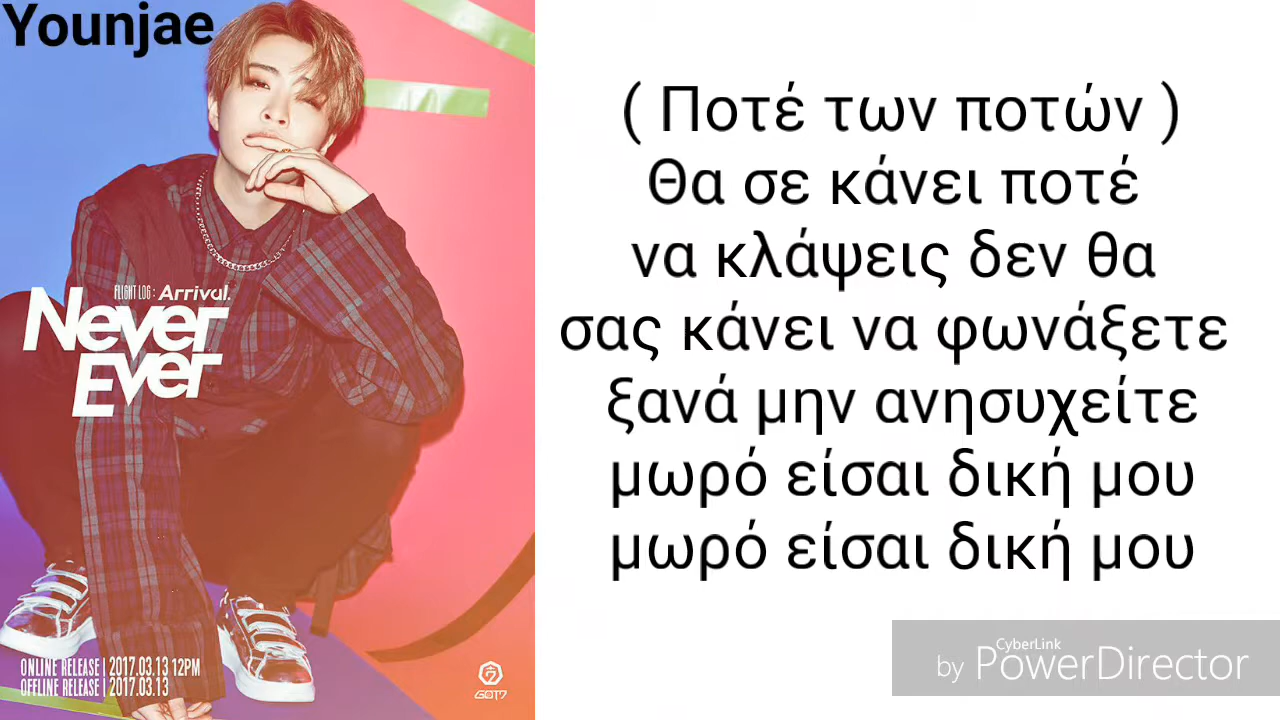 Younjae
FLIGHT LOG : Arrival.
Never
Ever
ONLINE RELEASE | 2017.03.13 12PM
OFFLINE RELEASE | 2017.03.13
GOT7
( Ποτέ των ποτών )
Θα σε κάνει ποτέ
να κλάψεις δεν θα
σας κάνει να φωνάξετε
ξανά μην ανησυχείτε
μωρό είσαι δική μου
μωρό είσαι δική μου
CyberLink
by PowerDirector